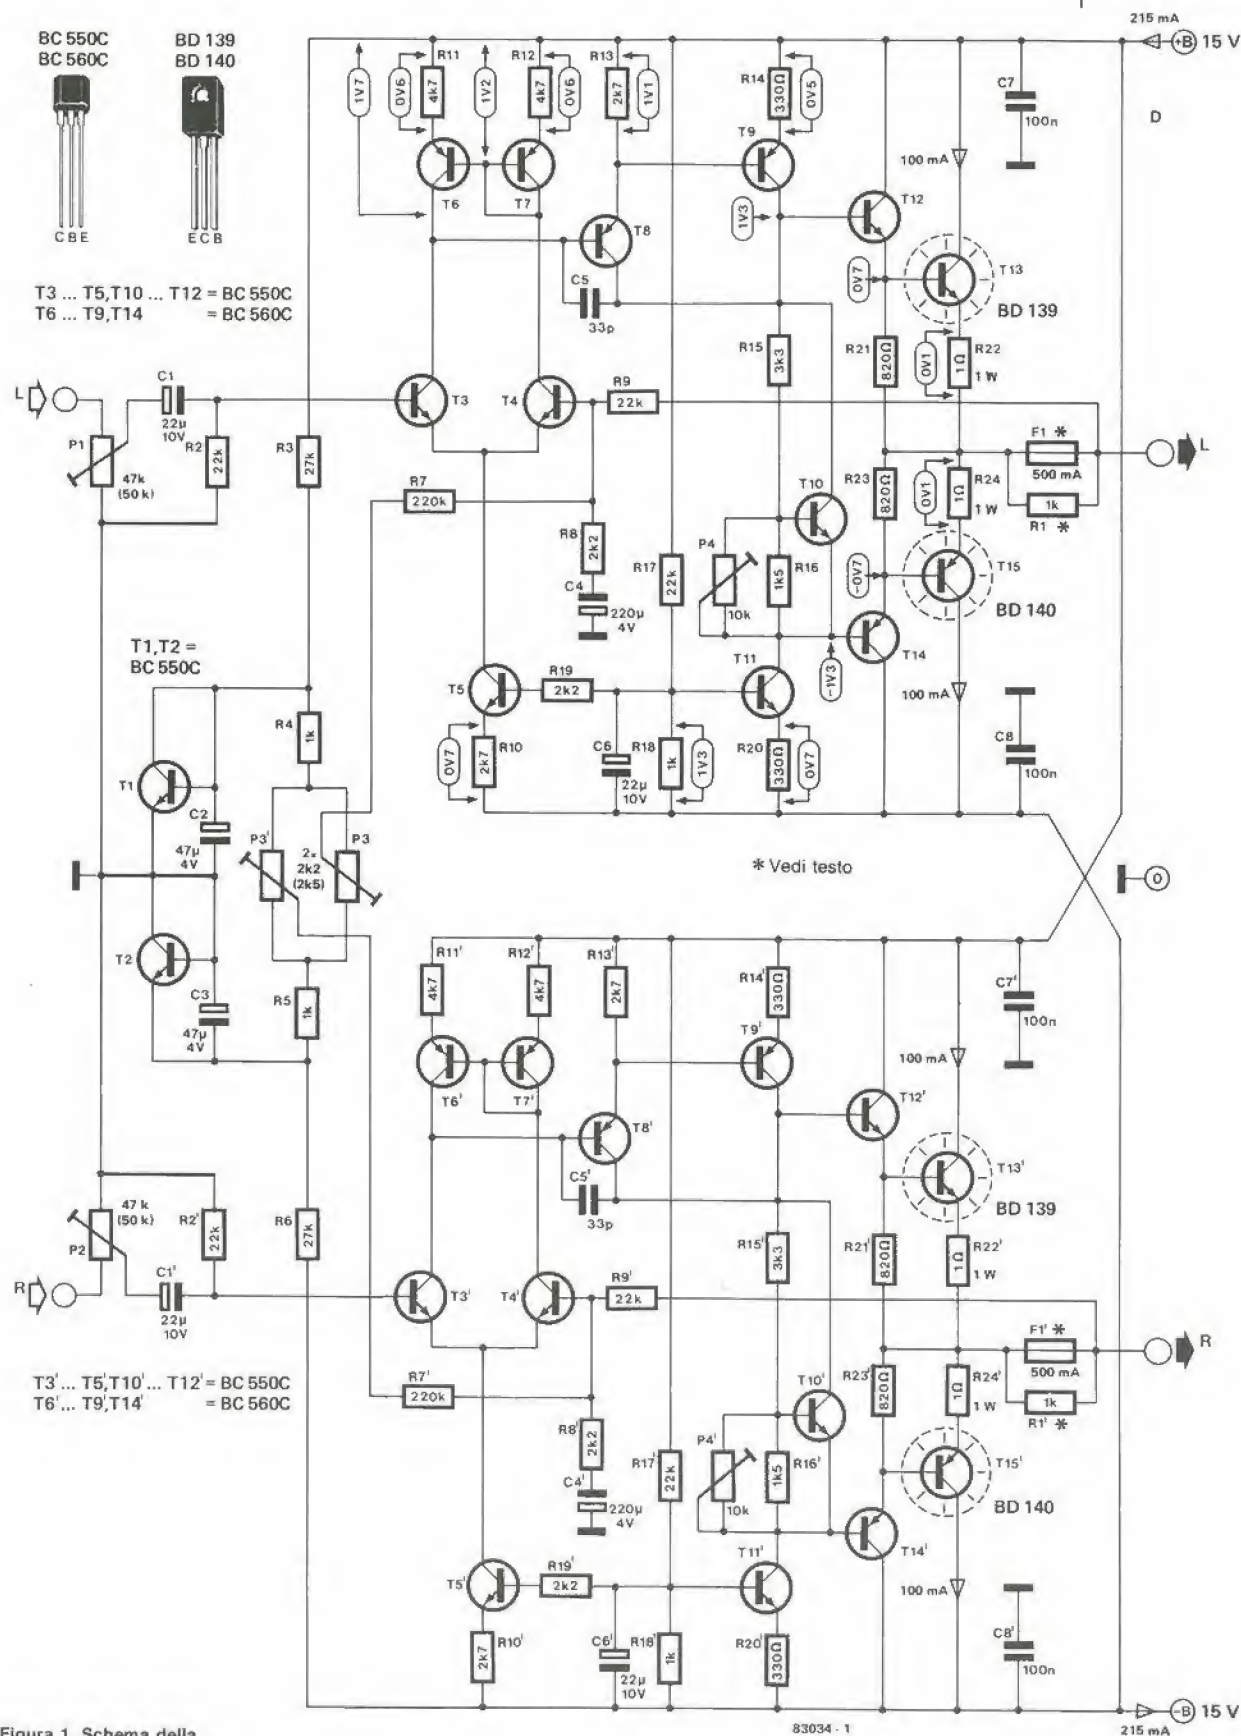 215 mA
+B 15 V
BC 550C
BC 560C
BD 139
BD 140
C B E
E C B
T3 ... T5,T10 ... T12 = BC 550C
T6 ... T9,T14 = BC 560C
1V7
0V6
R11
4k7
1V2
R12
4k7
0V6
R13
2k7
1V1
R14
330Ω
0V5
C7
100n
D
100 mA
T6
T7
T8
T9
1V3
T12
T13
BD 139
0V7
C5
33p
R15
3k3
R21
820Ω
0V1
R22
1Ω
1 W
L
C1
22µ
10V
P1
47k
(50 k)
R2
22k
R3
27k
T3
T4
R9
22k
F1 *
500 mA
L
R7
220k
T10
R23
820Ω
0V1
R24
1Ω
1 W
1k
R1 *
R8
2k2
C4
220µ
4V
R17
22k
P4
10k
R16
1k5
-0V7
T15
BD 140
T14
-1V3
100 mA
T1,T2 =
BC 550C
T5
R19
2k2
T11
R4
1k
0V7
R10
2k7
C6
22µ
10V
R18
1k
1V3
R20
330Ω
0V7
C8
100n
T1
C2
47µ
4V
P3'
2x
2k2
(2k5)
P3
* Vedi testo
0
T2
C3
47µ
4V
R5
1k
R11'
4k7
R12'
4k7
R13'
2k7
R14'
330Ω
C7'
100n
100 mA
T6'
T7'
T8'
T9'
T12'
T13'
BD 139
C5'
33p
R15'
3k3
R21'
820Ω
R22'
1Ω
1 W
47 k
(50 k)
P2
R2'
22k
R6
27k
R
C1'
22µ
10V
T3'
T4'
R9'
22k
F1' *
500 mA
R
T3' ... T5',T10' ... T12' = BC 550C
T6' ... T9',T14' = BC 560C
R7'
220k
T10'
R23'
820Ω
R24'
1Ω
1 W
1k
R1' *
R8'
2k2
C4'
220µ
4V
R17'
22k
P4'
10k
R16'
1k5
T15'
BD 140
T14'
100 mA
T5'
R19'
2k2
T11'
R10'
2k7
C6'
22µ
10V
R18'
1k
R20'
330Ω
C8'
100n
-B 15 V
215 mA
83034 - 1
Figura 1. Schema della